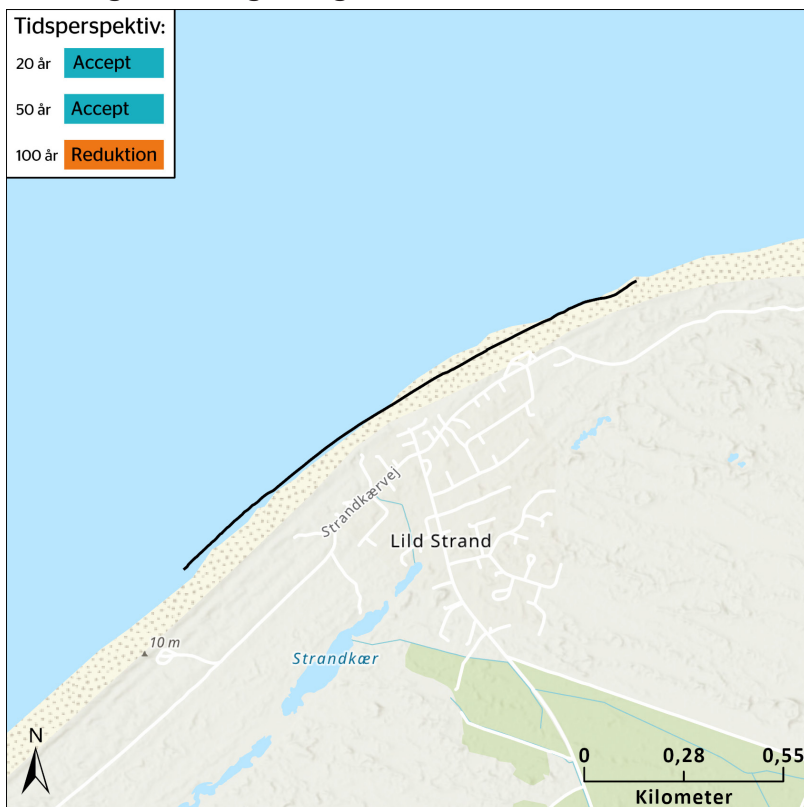 Tidsperspektiv:
20 år Accept
50 år Accept
100 år Reduktion
Strandkærvej
Lild Strand
10 m
Strandkær
N
0 0,28 0,55
Kilometer